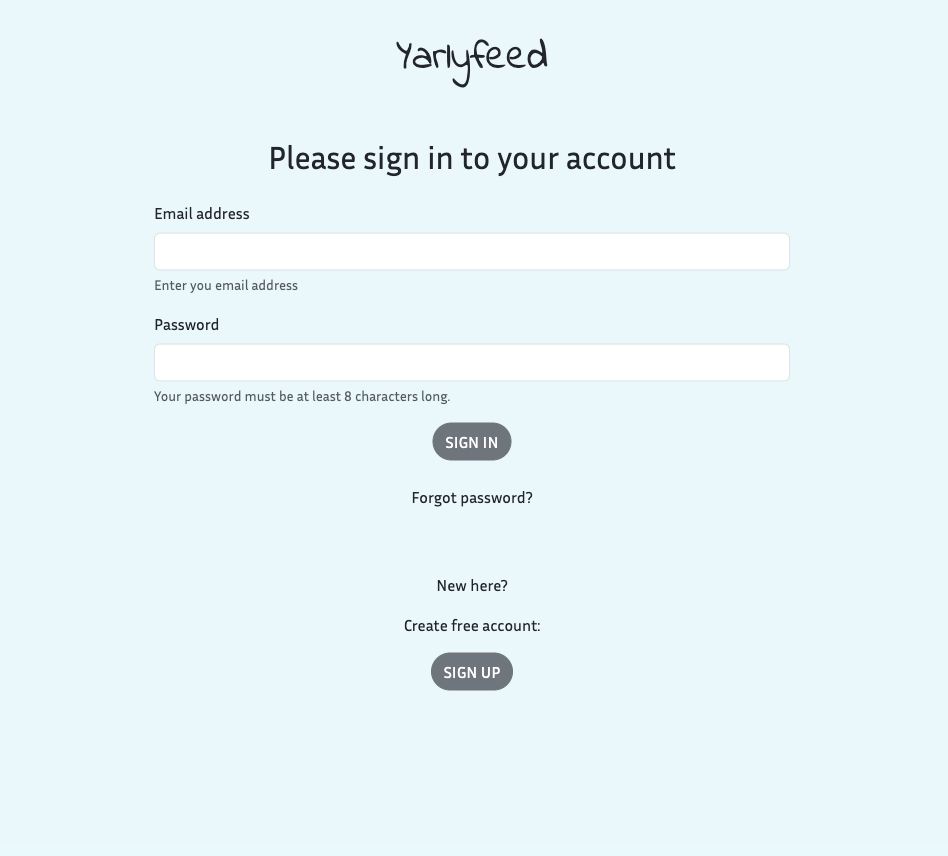 Yarlyfeed
Please sign in to your account
Email address
Enter you email address
Password
Your password must be at least 8 characters long.
SIGN IN
Forgot password?
New here?
Create free account:
SIGN UP